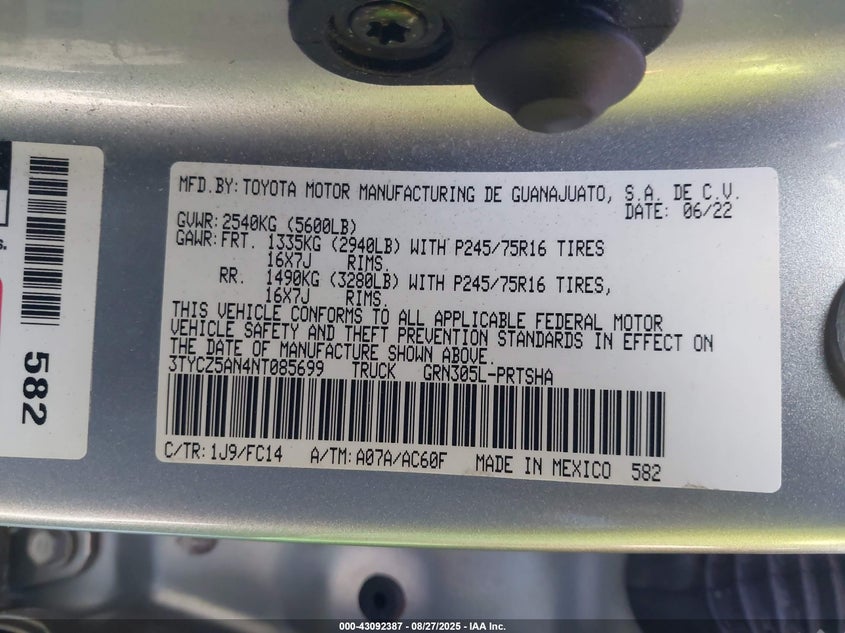 MFD.BY: TOYOTA MOTOR MANUFACTURING DE GUANAJUATO, S.A. DE C.V.
DATE: 06/22
GVWR: 2540KG (5600LB)
GAWR: FRT. 1335KG (2940LB) WITH P245/75R16 TIRES
16X7J RIMS.
RR. 1490KG (3280LB) WITH P245/75R16 TIRES,
16X7J RIMS.
THIS VEHICLE CONFORMS TO ALL APPLICABLE FEDERAL MOTOR
VEHICLE SAFETY AND THEFT PREVENTION STANDARDS IN EFFECT ON
THE DATE OF MANUFACTURE SHOWN ABOVE.
3TYCZ5AN4NT085699 TRUCK GRN305L-PRTSHA
C/TR: 1J9/FC14 A/TM: A07A/AC60F MADE IN MEXICO 582
582
000-43092387 - 08/27/2025 - IAA Inc.